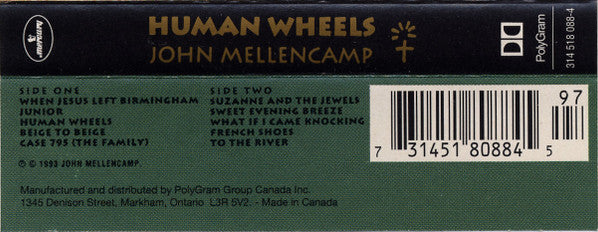 HUMAN WHEELS
JOHN MELLENCAMP
mercury
PolyGram
314 518 088-4
SIDE ONE
WHEN JESUS LEFT BIRMINGHAM
JUNIOR
HUMAN WHEELS
BEIGE TO BEIGE
CASE 795 (THE FAMILY)
SIDE TWO
SUZANNE AND THE JEWELS
SWEET EVENING BREEZE
WHAT IF I CAME KNOCKING
FRENCH SHOES
TO THE RIVER
℗ © 1993 JOHN MELLENCAMP
Manufactured and distributed by PolyGram Group Canada Inc.
1345 Denison Street, Markham, Ontario L3R 5V2. - Made in Canada
97
7 31451 80884 5